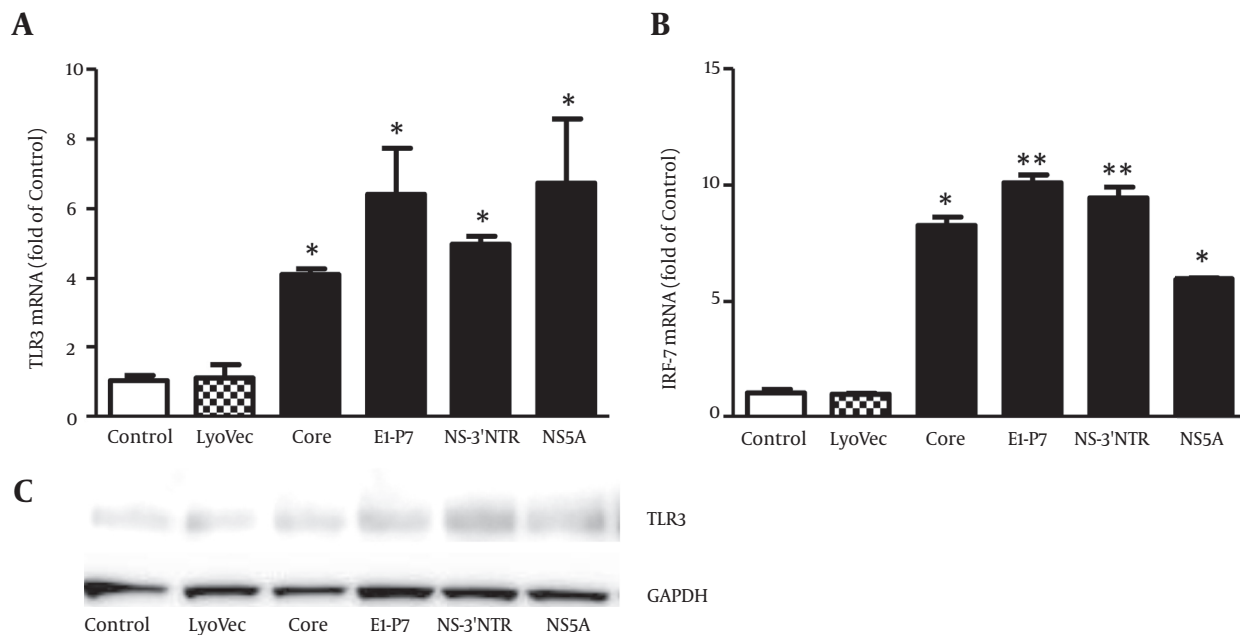 A
TLR3 mRNA (fold of Control)
10
8
6
4
2
0
*
*
*
*
Control LyoVec Core E1-P7 NS-3'NTR NS5A
B
IRF-7 mRNA (fold of Control)
15
10
5
0
*
**
**
*
Control LyoVec Core E1-P7 NS-3'NTR NS5A
C
TLR3
GAPDH
Control LyoVec Core E1-P7 NS-3'NTR NS5A